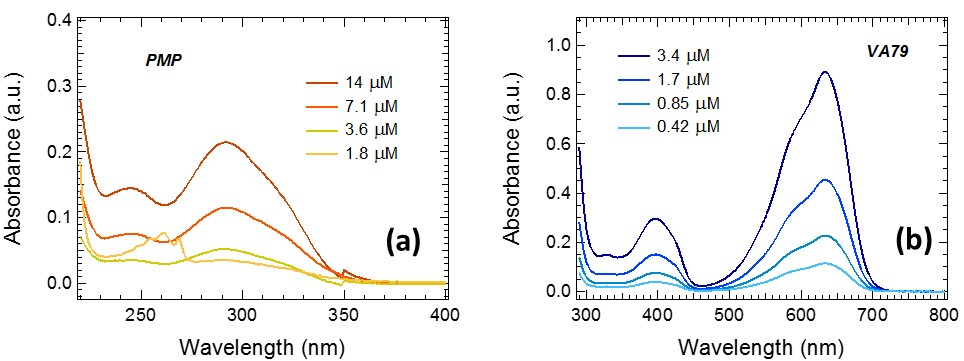 0.4
0.3
0.2
0.1
0.0
Absorbance (a.u.)
PMP
14 µM
7.1 µM
3.6 µM
1.8 µM
(a)
250 300 350 400
Wavelength (nm)
1.0
0.8
0.6
0.4
0.2
0.0
Absorbance (a.u.)
VA79
3.4 µM
1.7 µM
0.85 µM
0.42 µM
(b)
300 400 500 600 700 800
Wavelength (nm)